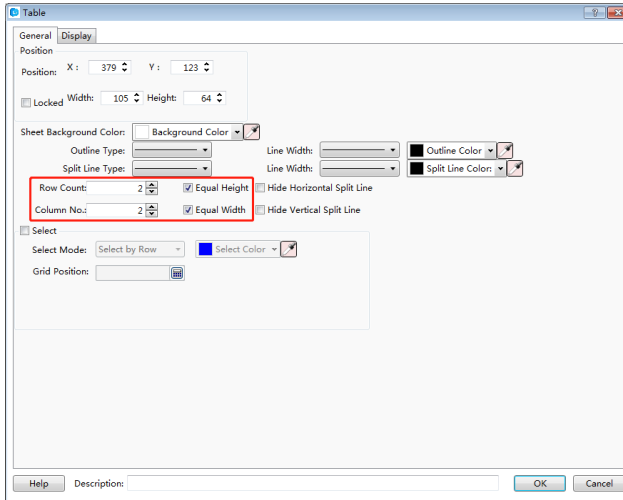 Table
General Display
Position
Position: X : 379 Y : 123
Locked Width: 105 Height: 64
Sheet Background Color: Background Color
Outline Type: Line Width: Outline Color
Split Line Type: Line Width: Split Line Color:
Row Count: 2 Equal Height Hide Horizontal Split Line
Column No.: 2 Equal Width Hide Vertical Split Line
Select
Select Mode: Select by Row Select Color
Grid Position:
Help Description: OK Cancel